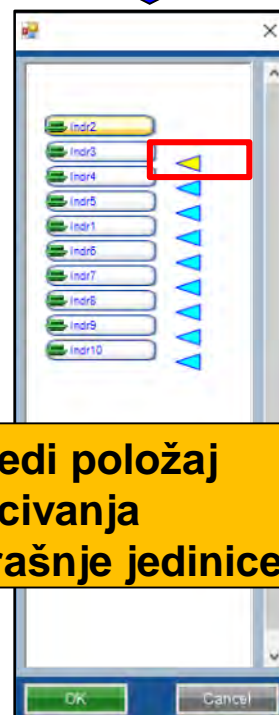 Indr2
Indr3
Indr4
Indr5
Indr1
Indr6
Indr7
Indr8
Indr9
Indr10
edi položaj
civanja
rašnje jedinice
OK
Cancel